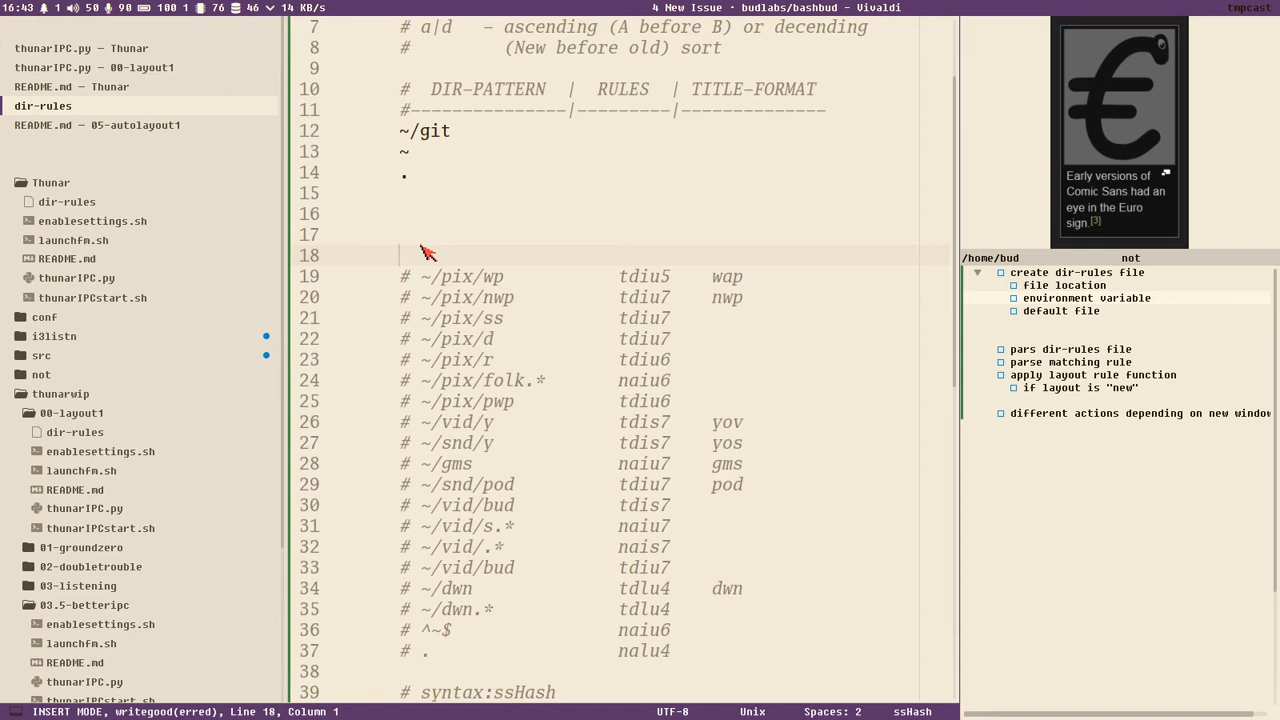 16:43 1 50 90 100 1 76 46 14 KB/s 4 New Issue - budlabs/bashbud - Vivaldi tmpcast
thunarIPC.py — Thunar
thunarIPC.py — 00-layout1
README.md — Thunar
dir-rules
README.md — 05-autolayout1
Thunar
dir-rules
enablesettings.sh
launchfm.sh
README.md
thunarIPC.py
thunarIPCstart.sh
conf
i3listn
src
not
thunarwip
00-layout1
dir-rules
enablesettings.sh
launchfm.sh
README.md
thunarIPC.py
thunarIPCstart.sh
01-groundzero
02-doubletrouble
03-listening
03.5-betteripc
enablesettings.sh
launchfm.sh
README.md
thunarIPC.py
thunarIPCstart.sh
7 # a|d - ascending (A before B) or decending
8 # (New before old) sort
9
10 # DIR-PATTERN | RULES | TITLE-FORMAT
11 #---------------|---------|--------------
12 ~/git
13 ~
14 .
15
16
17
18
19 # ~/pix/wp tdiu5 wap
20 # ~/pix/nwp tdiu7 nwp
21 # ~/pix/ss tdiu7
22 # ~/pix/d tdiu7
23 # ~/pix/r tdiu6
24 # ~/pix/folk.* naiu6
25 # ~/pix/pwp tdiu6
26 # ~/vid/y tdis7 yov
27 # ~/snd/y tdis7 yos
28 # ~/gms naiu7 gms
29 # ~/snd/pod tdiu7 pod
30 # ~/vid/bud tdis7
31 # ~/vid/s.* naiu7
32 # ~/vid/.* nais7
33 # ~/vid/bud tdiu7
34 # ~/dwn tdlu4 dwn
35 # ~/dwn.* tdlu4
36 # ^~$ naiu6
37 # . nalu4
38
39 # syntax:ssHash
Early versions of
Comic Sans had an
eye in the Euro
sign.[3]
/home/bud not
create dir-rules file
file location
environment variable
default file
pars dir-rules file
parse matching rule
apply layout rule function
if layout is "new"
different actions depending on new window
INSERT MODE, writegood(erred), Line 18, Column 1 UTF-8 Unix Spaces: 2 ssHash